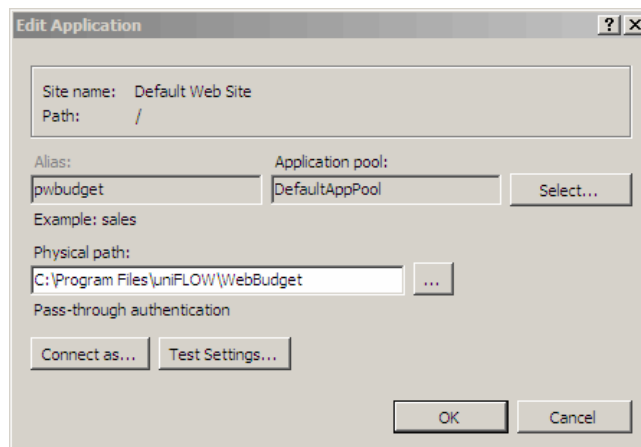 Edit Application
Site name: Default Web Site
Path: /
Alias: Application pool:
pwbudget DefaultAppPool Select...
Example: sales
Physical path:
C:\Program Files\uniFLOW\WebBudget ...
Pass-through authentication
Connect as... Test Settings...
OK Cancel